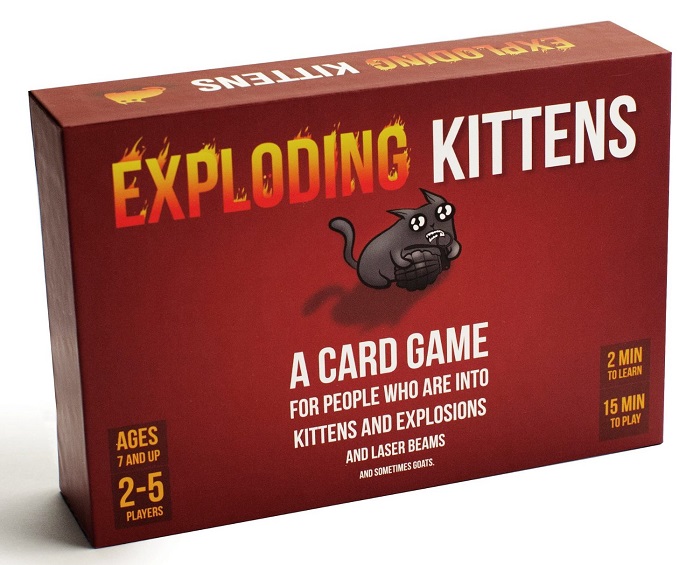 EXPLODING KITTENS
EXPLODING KITTENS
A CARD GAME
FOR PEOPLE WHO ARE INTO
KITTENS AND EXPLOSIONS
AND LASER BEAMS
AND SOMETIMES GOATS.
AGES
7 AND UP
2-5
PLAYERS
2 MIN
TO LEARN
15 MIN
TO PLAY